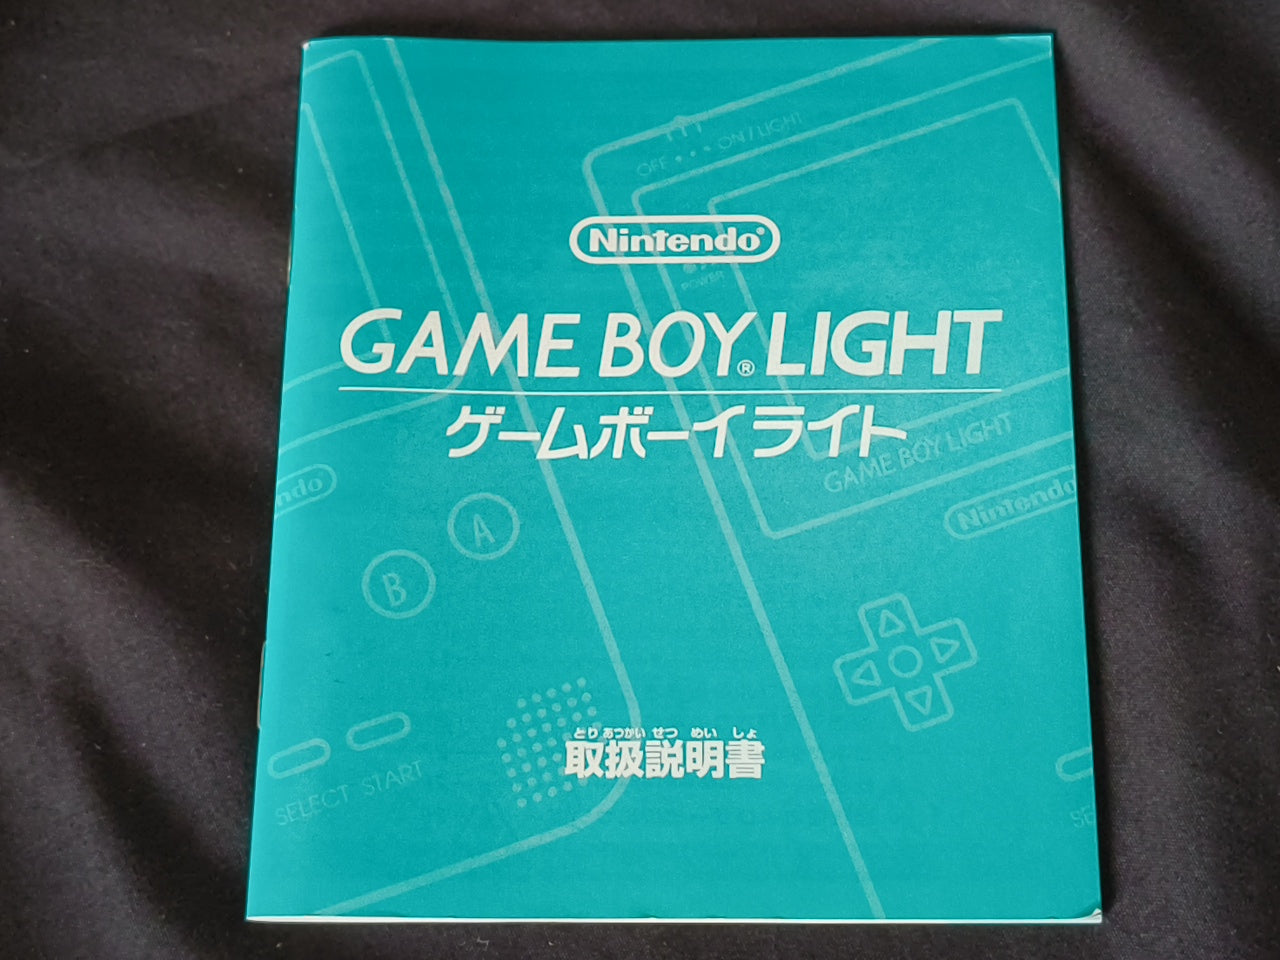 OFF • • • ON/LIGHT
Nintendo®
POWER
GAME BOY® LIGHT
ゲームボーイライト
GAME BOY LIGHT
ndo
Nintendo
A
B
とり あつかい せつ めい しょ
取扱説明書
SELECT START
SE